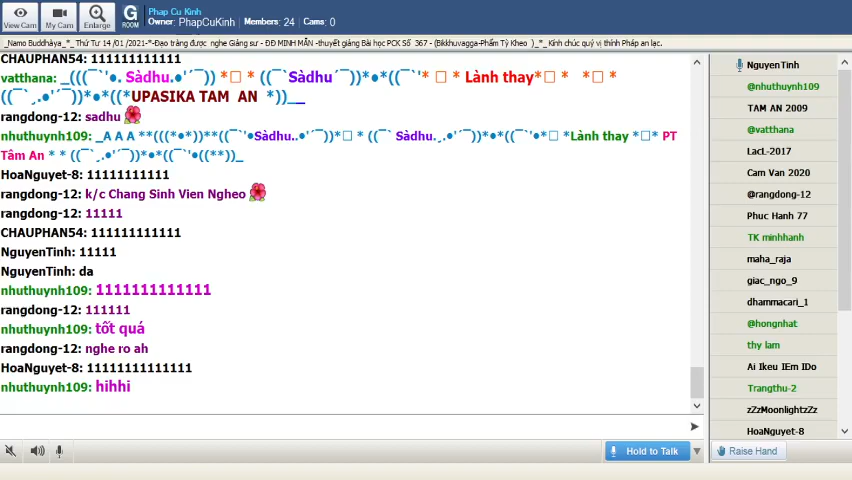 View Cam
My Cam
Enlarge
G
ROOM
Phap Cu Kinh
Owner: PhapCuKinh Members: 24 Cams: 0
_Namo Buddhàya_*_ Thứ Tư 14 /01 /2021-*-Đạo tràng được nghe Giảng sư - ĐĐ MINH MẪN -thuyết giảng Bài học PCK Số 367 - (Bikkhuvagga-Phẩm Tỳ Kheo )_*_ Kính chúc quý vị thính Pháp an lạc.
CHAUPHAN54: 111111111111
vatthana: _(((¯`'•. Sàdhu.•'´¯)) *□ * ((¯`Sàdhu´¯))*•*((¯`'* □ * Lành thay*□ * *□ *
((¯`¸.•'´¯))*•*((*UPASIKA TAM AN *))__
rangdong-12: sadhu
nhuthuynh109: _A A A **(((*•*))**((¯`'•Sàdhu..•'´¯))*□ * ((¯` Sàdhu.¸.•'´¯))*•*((¯`'•*□ *Lành thay *□* PT
Tâm An * * ((¯`¸.•'´¯))*•*((¯`'•((**))_
HoaNguyet-8: 11111111111
rangdong-12: k/c Chang Sinh Vien Ngheo
rangdong-12: 11111
CHAUPHAN54: 111111111111
NguyenTinh: 11111
NguyenTinh: da
nhuthuynh109: 1111111111111
rangdong-12: 111111
nhuthuynh109: tốt quá
rangdong-12: nghe ro ah
HoaNguyet-8: 11111111111111
nhuthuynh109: hihhi
NguyenTinh
@nhuthuynh109
TAM AN 2009
@vatthana
LacL-2017
Cam Van 2020
@rangdong-12
Phuc Hanh 77
TK minhhanh
maha_raja
giac_ngo_9
dhammacari_1
@hongnhat
thy lam
Ai Ikeu IEm IDo
Trangthu-2
zZzMoonlightzZz
HoaNguyet-8
Hold to Talk
Raise Hand